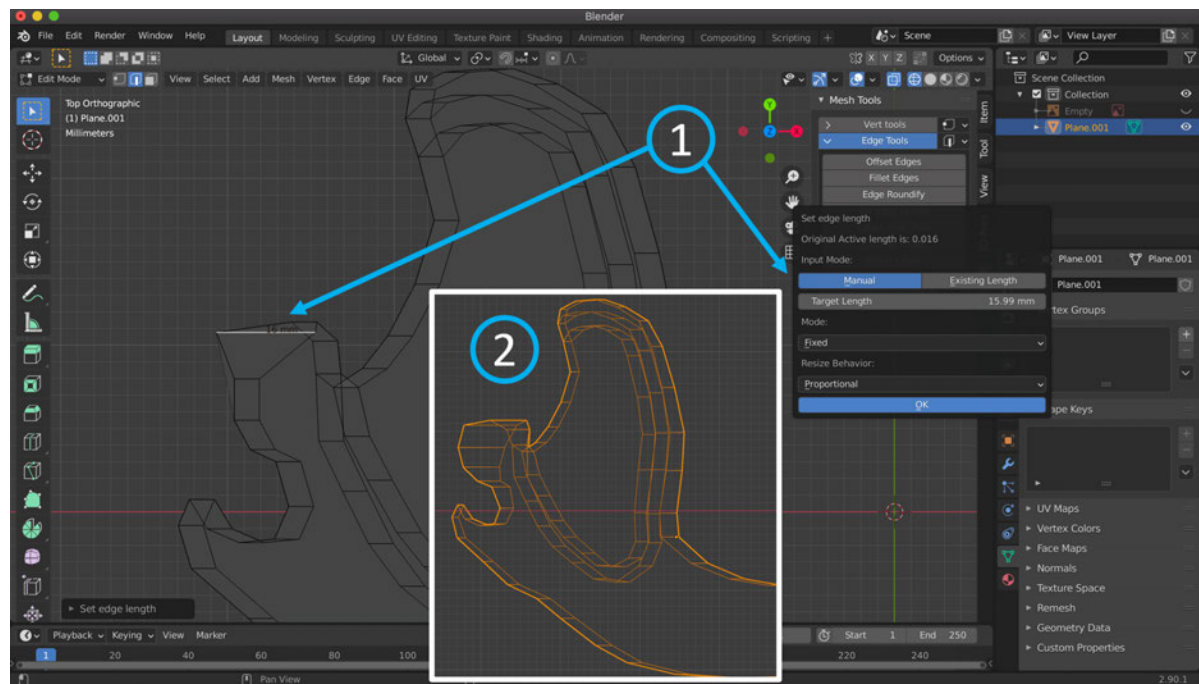 Blender
File Edit Render Window Help Layout Modeling Sculpting UV Editing Texture Paint Shading Animation Rendering Compositing Scripting + Scene View Layer
Global X Y Z Options
Edit Mode View Select Add Mesh Vertex Edge Face UV
Top Orthographic
(1) Plane.001
Millimeters
Y
Z
X
1
2
Mesh Tools
Vert tools
Edge Tools
Offset Edges
Fillet Edges
Edge Roundify
Item
Tool
View
Set edge length
Original Active length is: 0.016
Input Mode:
Manual Existing Length
Target Length 15.99 mm
Mode:
Fixed
Resize Behavior:
Proportional
OK
Scene Collection
Collection
Empty
Plane.001
Plane.001 Plane.001
Plane.001
tex Groups
ape Keys
UV Maps
Vertex Colors
Face Maps
Normals
Texture Space
Remesh
Geometry Data
Custom Properties
Set edge length
Playback Keying View Marker Start 1 End 250
1 20 40 60 80 100 220 240
Pan View 2.90.1